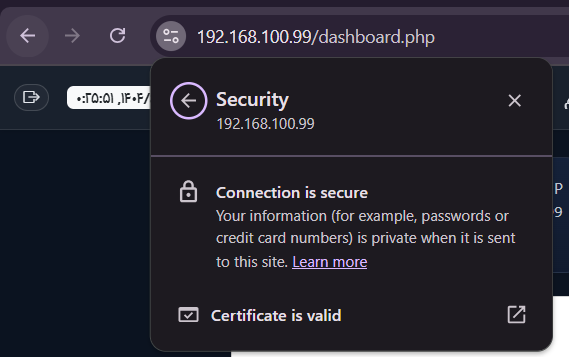 192.168.100.99/dashboard.php
۰:۲۵:۵۱ ,۱۴۰۴/
Security
192.168.100.99
Connection is secure
Your information (for example, passwords or
credit card numbers) is private when it is sent
to this site. Learn more
P
9
Certificate is valid